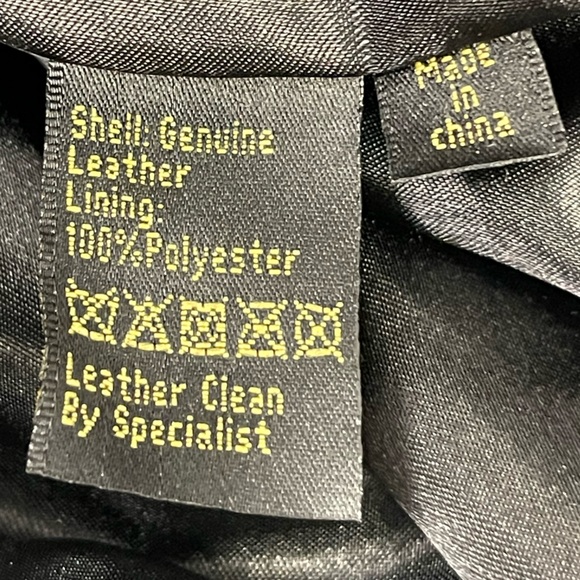 Shell: Genuine
Leather
Lining:
100%Polyester
Leather Clean
By Specialist
Made
in
china